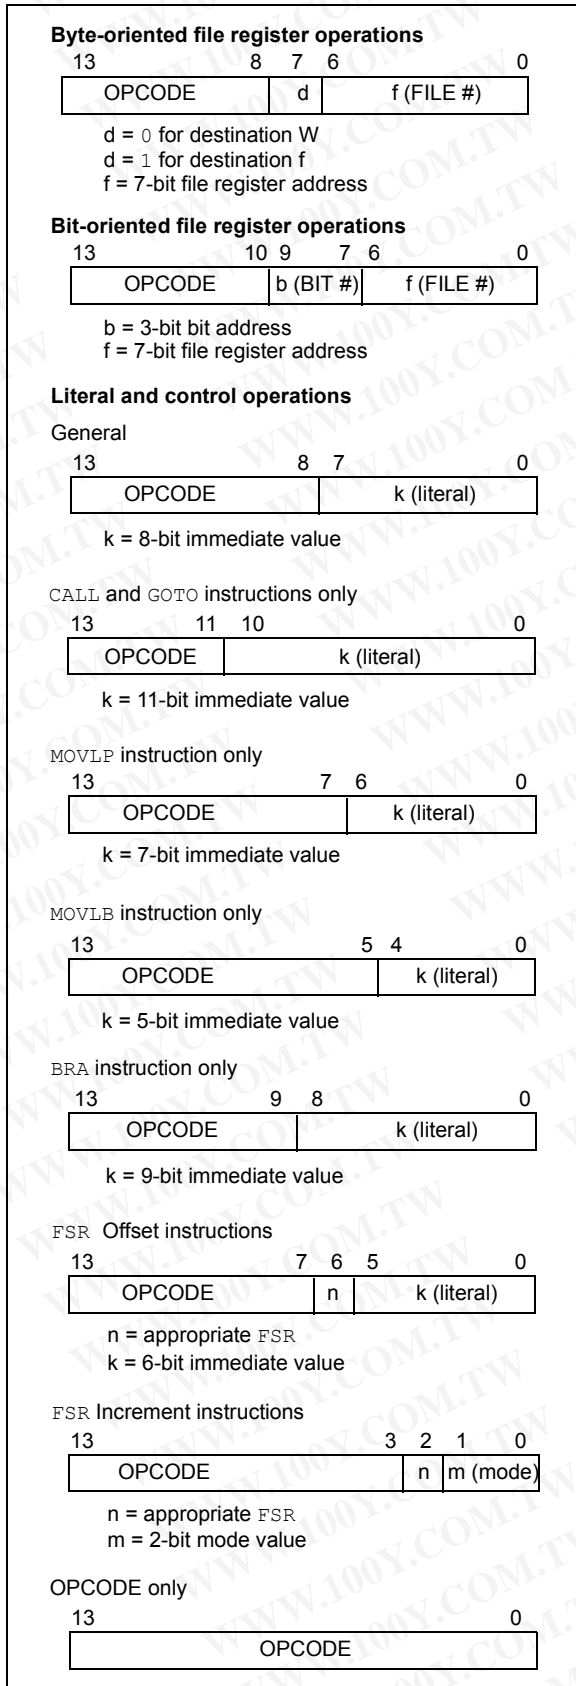 Byte-oriented file register operations
13 8 7 6 0
OPCODE d f (FILE #)
d = 0 for destination W
d = 1 for destination f
f = 7-bit file register address
Bit-oriented file register operations
13 10 9 7 6 0
OPCODE b (BIT #) f (FILE #)
b = 3-bit bit address
f = 7-bit file register address
Literal and control operations
General
13 8 7 0
OPCODE k (literal)
k = 8-bit immediate value
CALL and GOTO instructions only
13 11 10 0
OPCODE k (literal)
k = 11-bit immediate value
MOVLP instruction only
13 7 6 0
OPCODE k (literal)
k = 7-bit immediate value
MOVLB instruction only
13 5 4 0
OPCODE k (literal)
k = 5-bit immediate value
BRA instruction only
13 9 8 0
OPCODE k (literal)
k = 9-bit immediate value
FSR Offset instructions
13 7 6 5 0
OPCODE n k (literal)
n = appropriate FSR
k = 6-bit immediate value
FSR Increment instructions
13 3 2 1 0
OPCODE n m (mode)
n = appropriate FSR
m = 2-bit mode value
OPCODE only
13 0
OPCODE
WWW.100Y.COM.TW